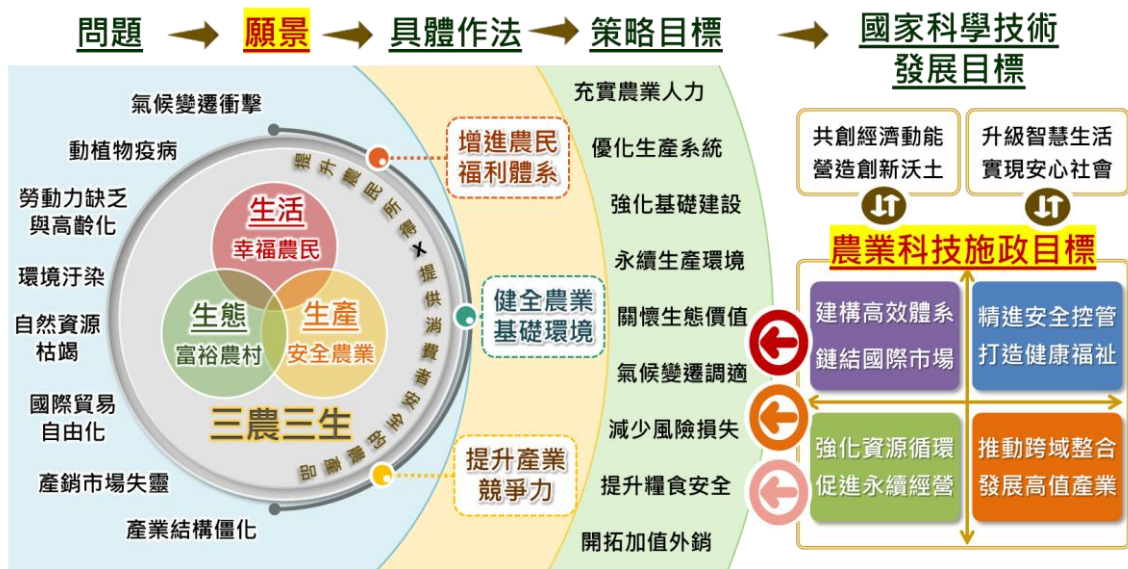 問題
願景
具體作法
策略目標
國家科學技術
發展目標
氣候變遷衝擊
動植物疫病
勞動力缺乏
與高齡化
環境汙染
自然資源
枯竭
國際貿易
自由化
產銷市場失靈
產業結構僵化
生活
幸福農民
生態
富裕農村
生產
安全農業
三農三生
提升農民所得×提供消費者安全的農產品
增進農民
福利體系
健全農業
基礎環境
提升產業
競爭力
充實農業人力
優化生產系統
強化基礎建設
永續生產環境
關懷生態價值
氣候變遷調適
減少風險損失
提升糧食安全
開拓加值外銷
共創經濟動能
營造創新沃土
升級智慧生活
實現安心社會
農業科技施政目標
建構高效體系
鏈結國際市場
精進安全控管
打造健康福祉
強化資源循環
促進永續經營
推動跨域整合
發展高值產業